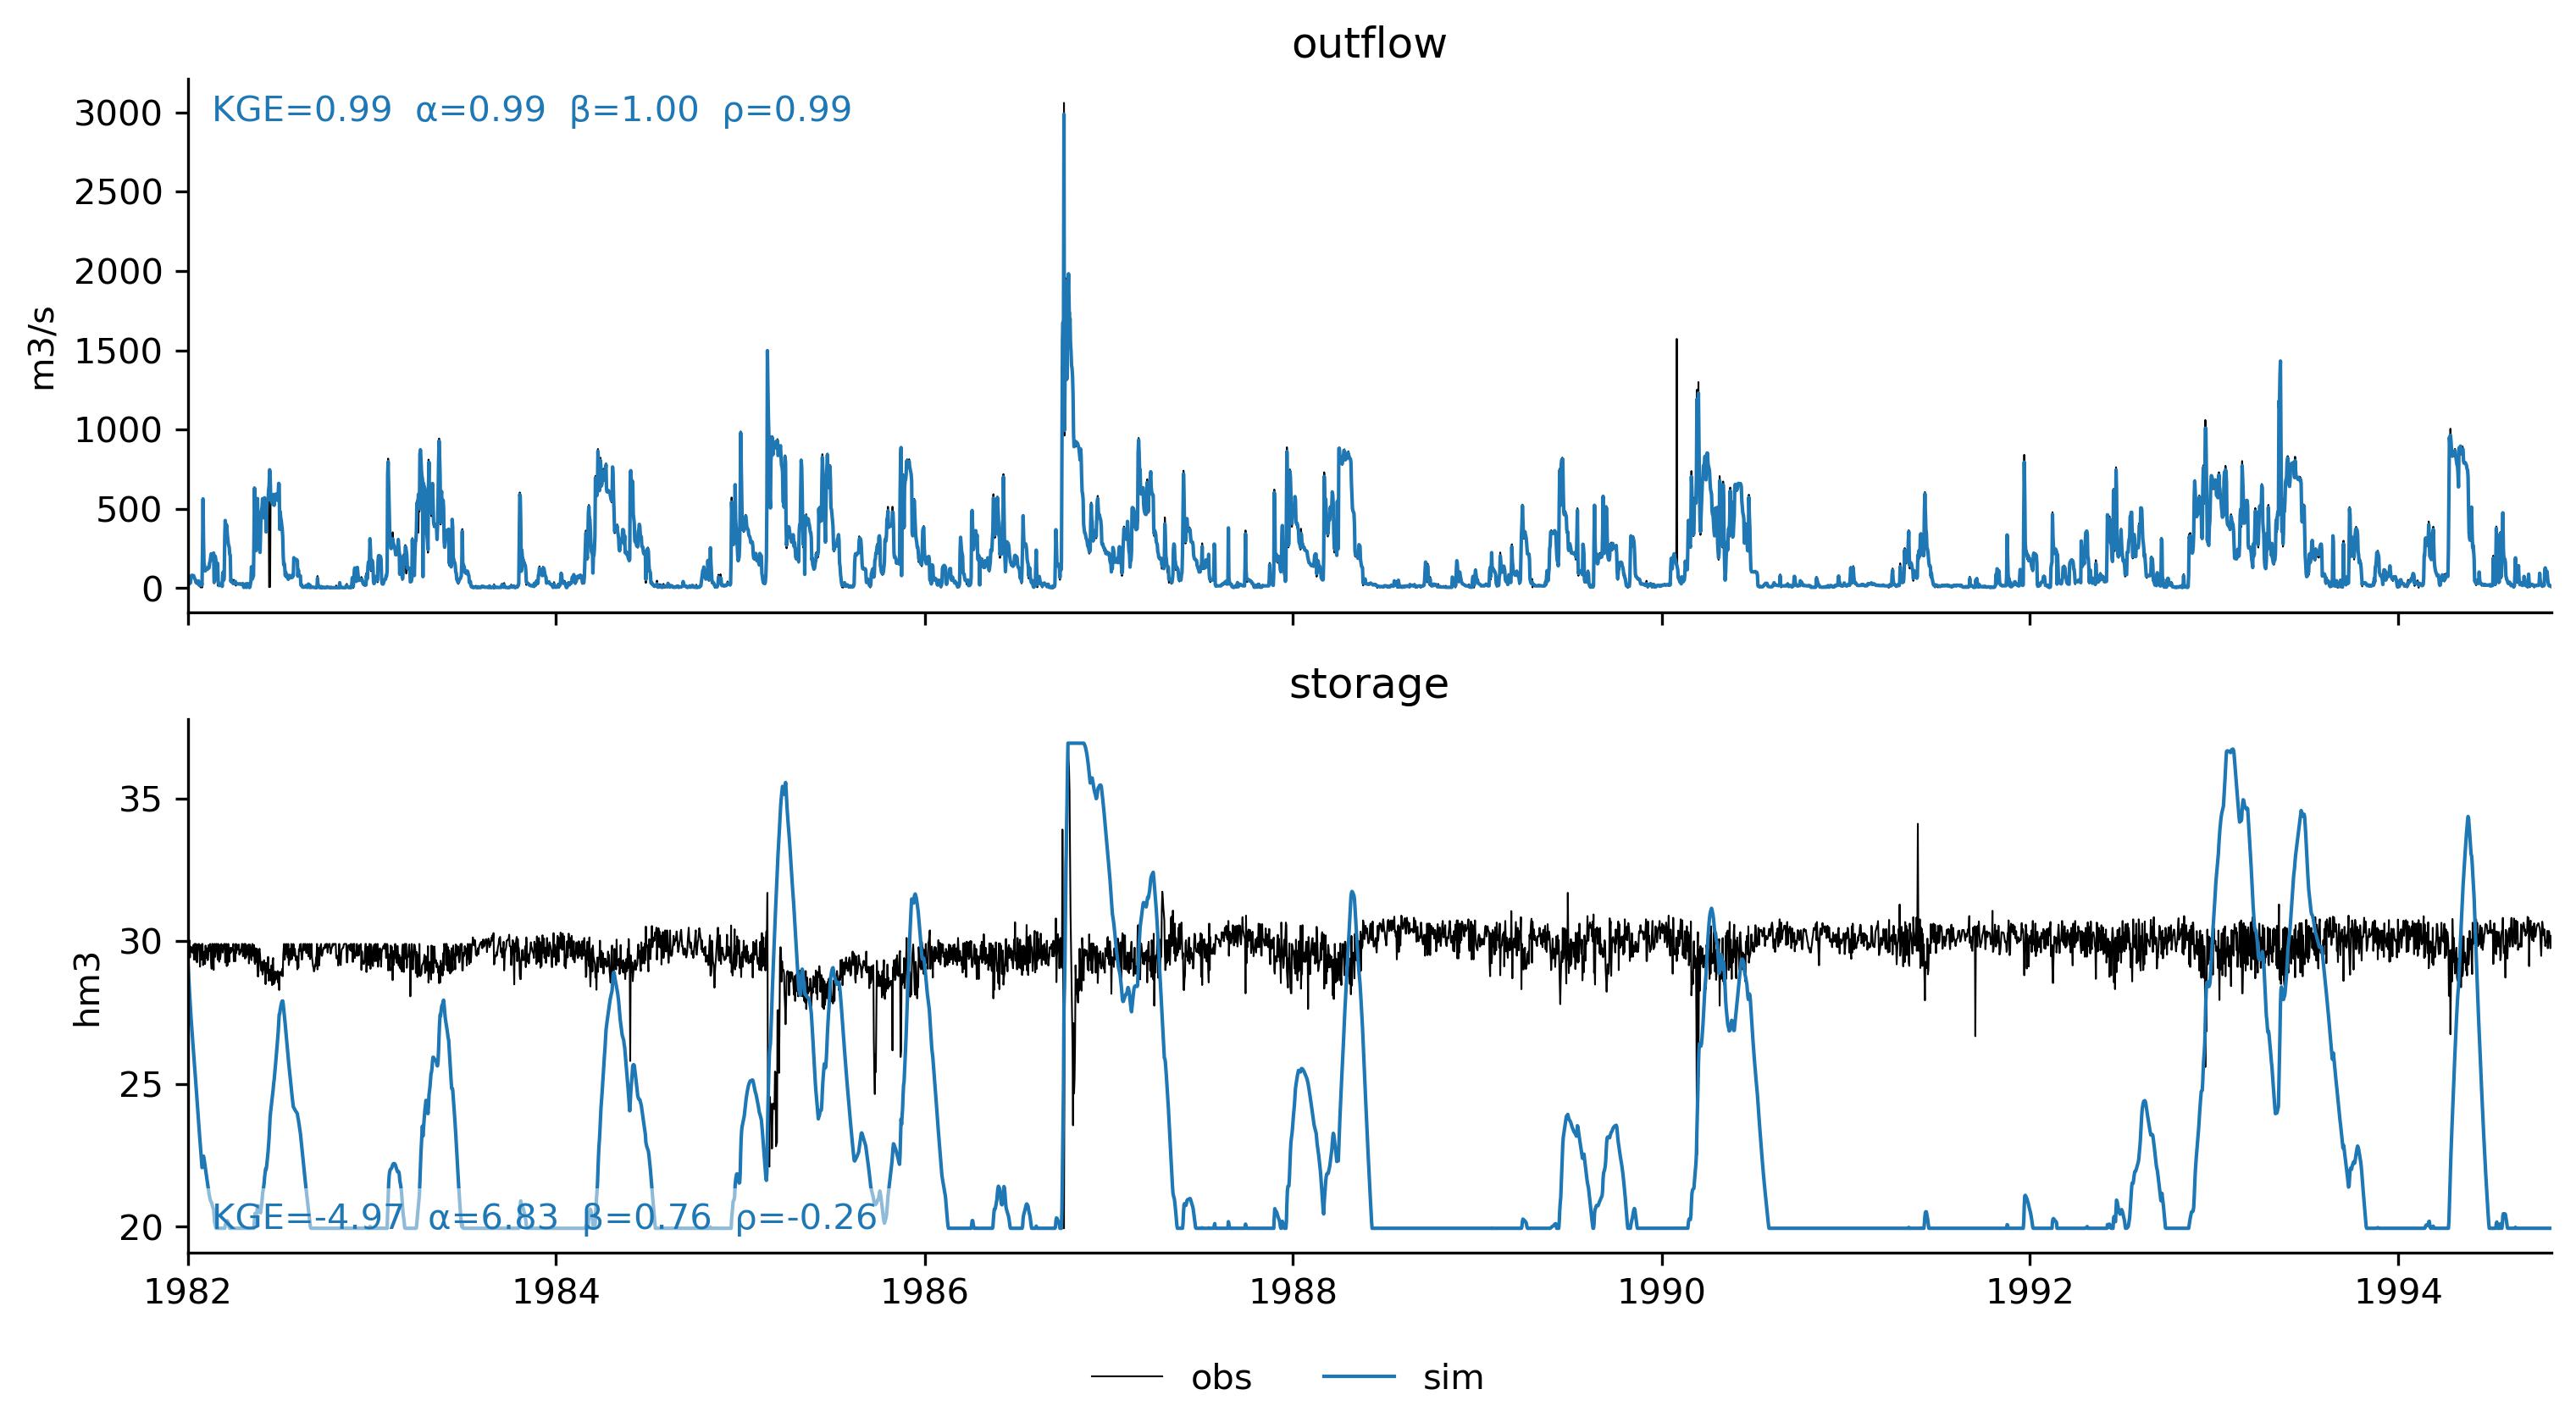 outflow
KGE=0.99 α=0.99 β=1.00 ρ=0.99
3000
2500
2000
1500
1000
500
0
m3/s
storage
35
30
25
20
hm3
KGE=-4.97 α=6.83 β=0.76 ρ=-0.26
1982 1984 1986 1988 1990 1992 1994
obs sim